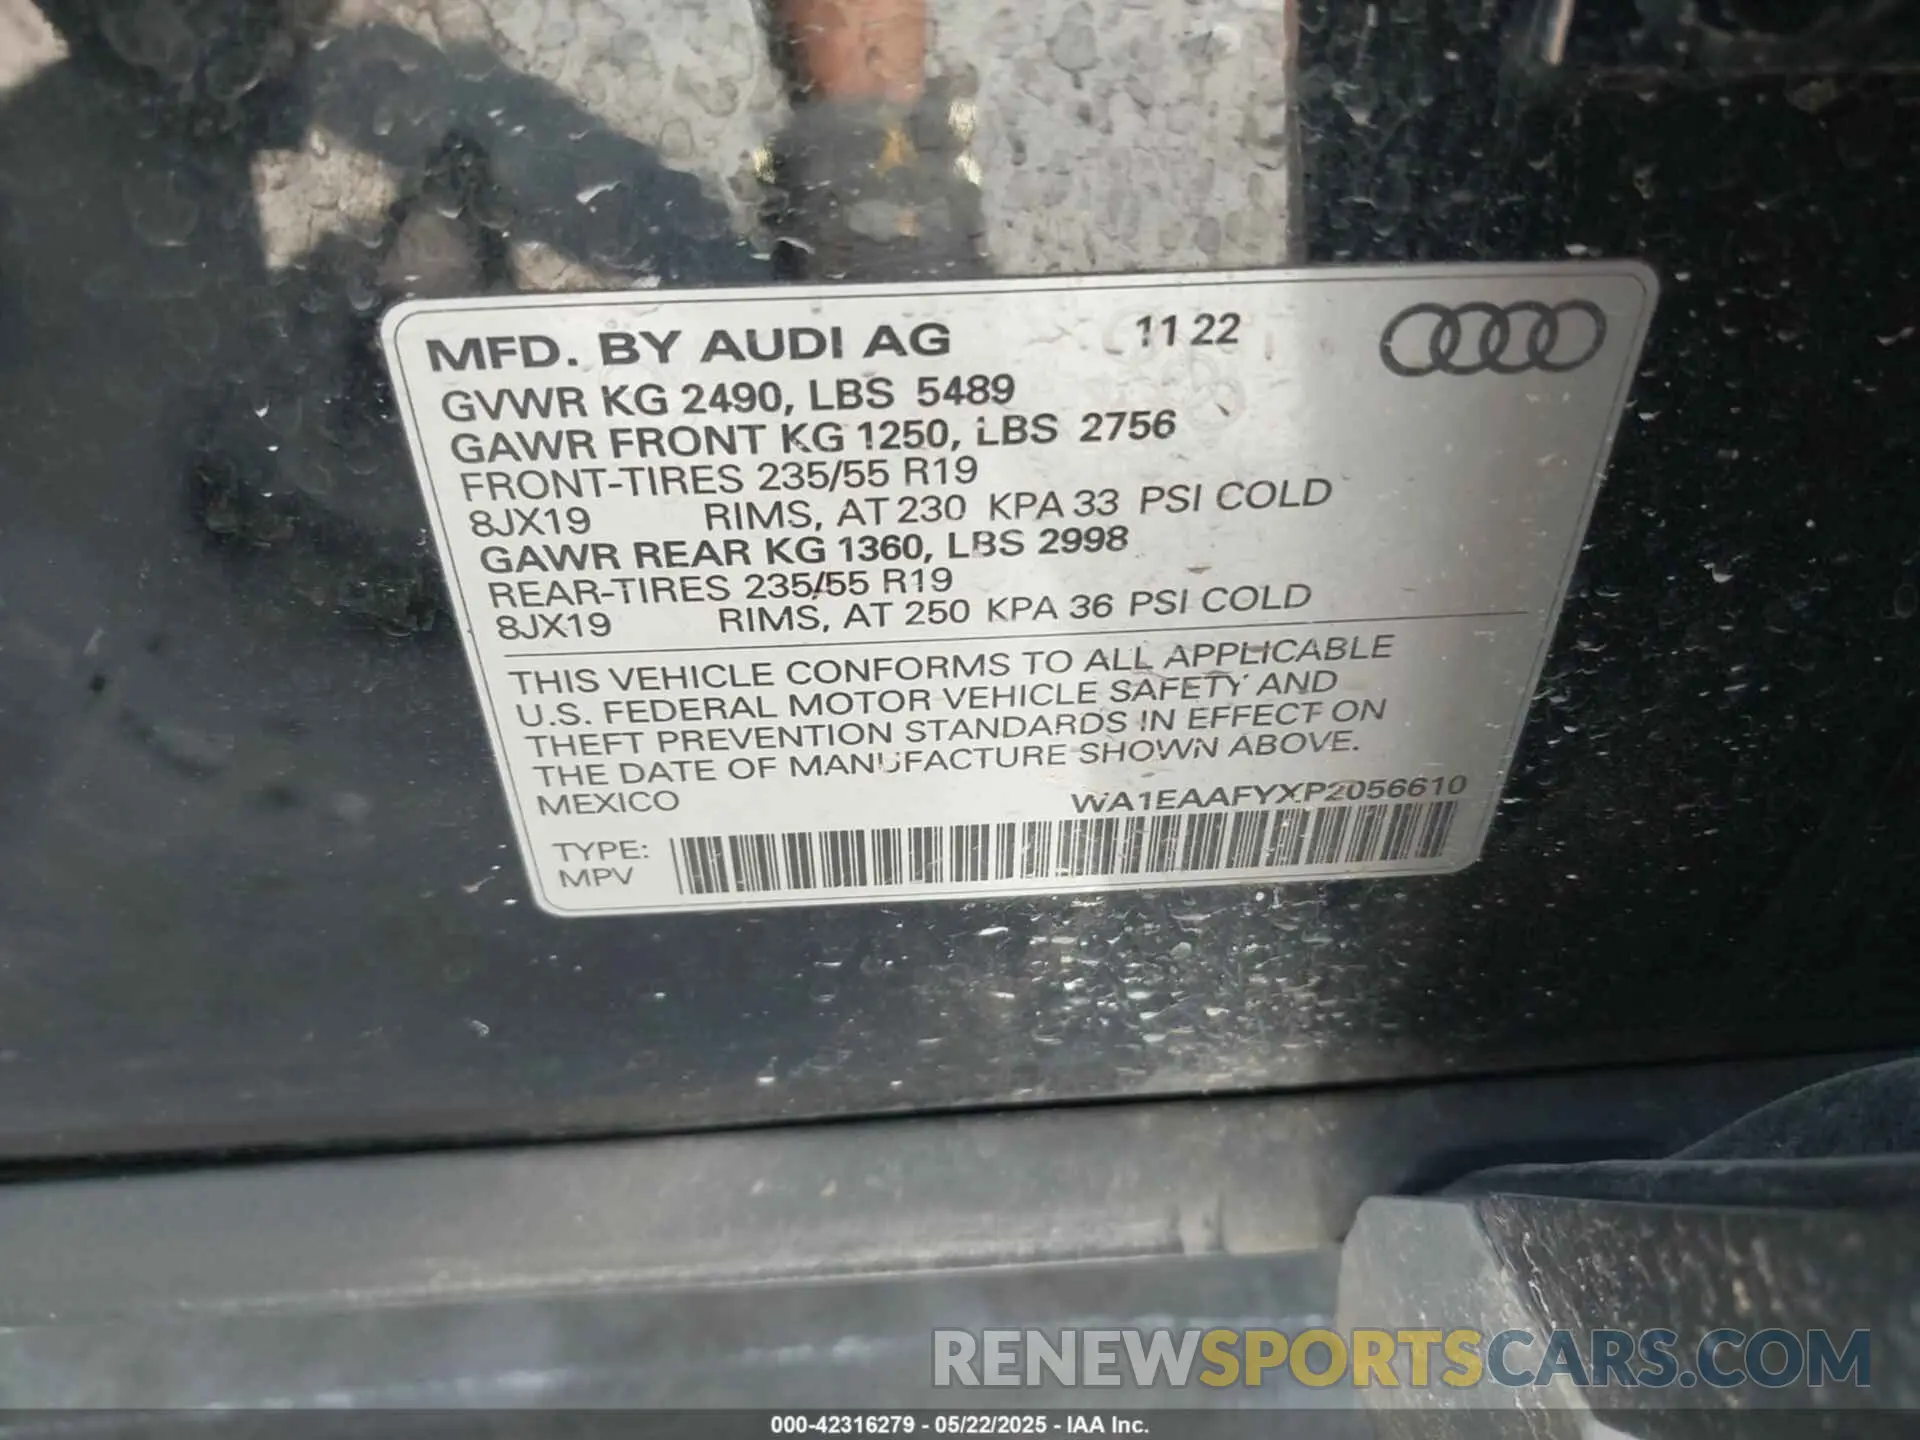 MFD. BY AUDI AG 11 22
GVWR KG 2490, LBS 5489
GAWR FRONT KG 1250, LBS 2756
FRONT-TIRES 235/55 R19
8JX19 RIMS, AT 230 KPA 33 PSI COLD
GAWR REAR KG 1360, LBS 2998
REAR-TIRES 235/55 R19
8JX19 RIMS, AT 250 KPA 36 PSI COLD
THIS VEHICLE CONFORMS TO ALL APPLICABLE
U.S. FEDERAL MOTOR VEHICLE SAFETY AND
THEFT PREVENTION STANDARDS IN EFFECT ON
THE DATE OF MANUFACTURE SHOWN ABOVE.
MEXICO WA1EAAFYXP2056610
TYPE:
MPV
RENEWSPORTSCARS.COM
000-42316279 - 05/22/2025 - IAA Inc.